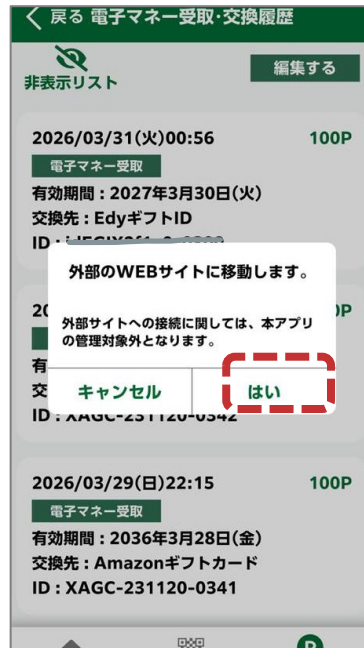 戻る 電子マネー受取・交換履歴
非表示リスト
編集する
2026/03/31(火)00:56 100P
電子マネー受取
有効期間：2027年3月30日(火)
交換先：EdyギフトID
ID：
外部のWEBサイトに移動します。
外部サイトへの接続に関しては、本アプリ
の管理対象外となります。
キャンセル はい
ID：XAGC-231120-0342
2026/03/29(日)22:15 100P
電子マネー受取
有効期間：2036年3月28日(金)
交換先：Amazonギフトカード
ID：XAGC-231120-0341
P